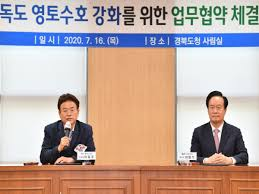 독도 영토수호 강화를 위한 업무협약 체결
| 일시 | 2020. 7. 16.(목) | 장소 | 경북도청 사림실